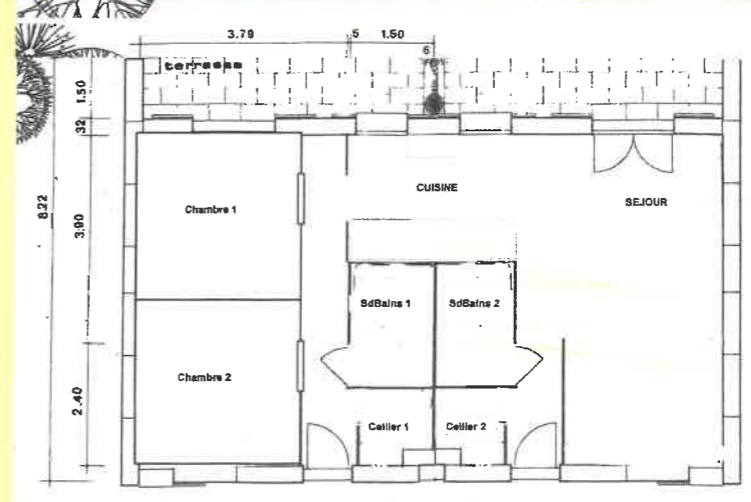 3.79 5 1.50
6
terrasse
1.50
32
8.22
3.90
2.40
CUISINE
SEJOUR
Chambre 1
SdBains 1 SdBains 2
Chambre 2
Cellier 1 Cellier 2